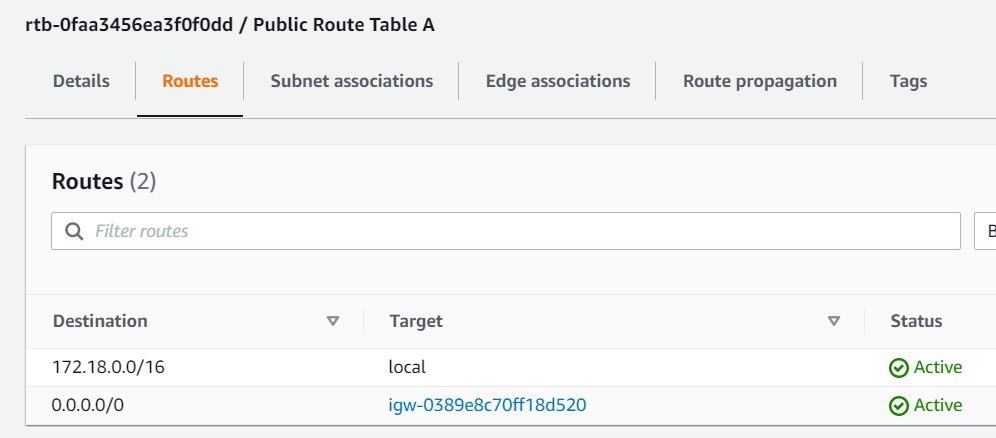 rtb-0faa3456ea3f0f0dd / Public Route Table A
Details Routes Subnet associations Edge associations Route propagation Tags
Routes (2)
Filter routes B
Destination Target Status
172.18.0.0/16 local Active
0.0.0.0/0 igw-0389e8c70ff18d520 Active